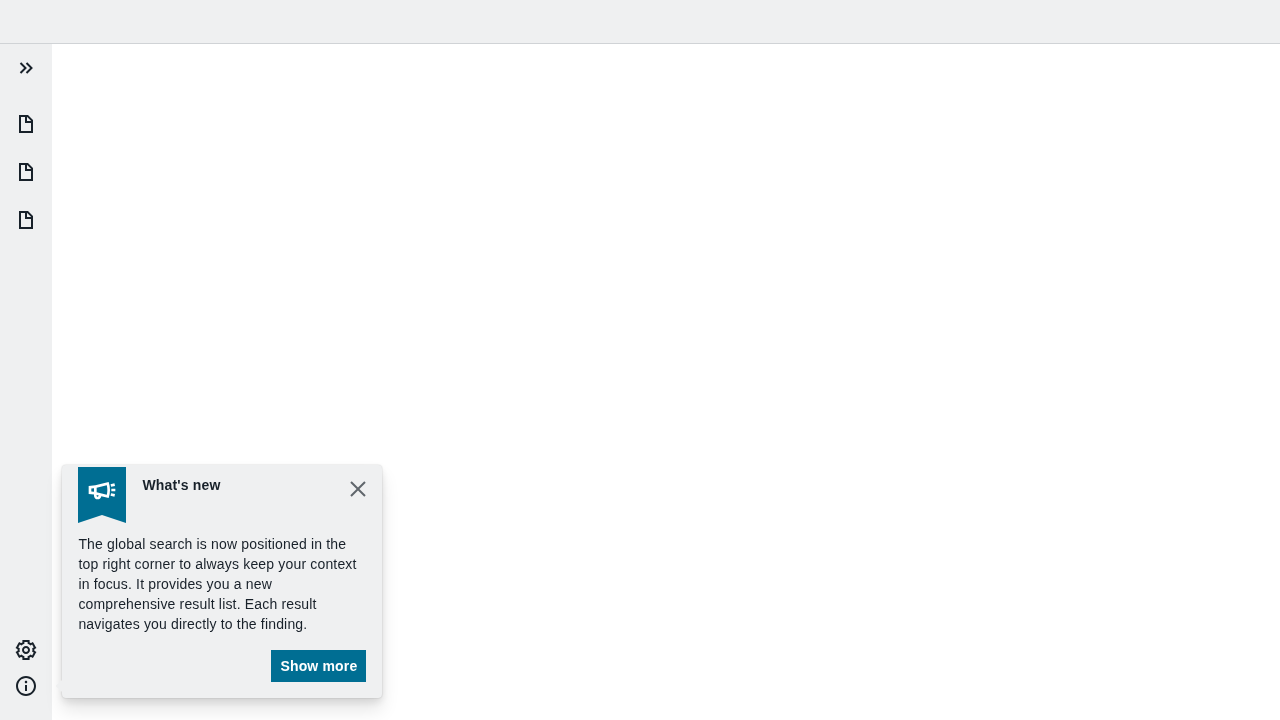 What's new
The global search is now positioned in the
top right corner to always keep your context
in focus. It provides you a new
comprehensive result list. Each result
navigates you directly to the finding.
Show more